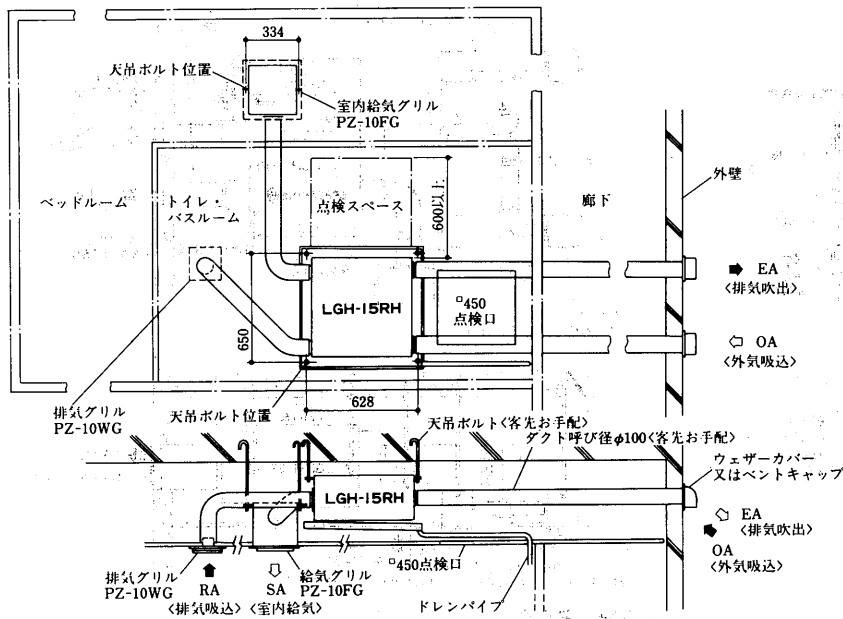 334
天吊ボルト位置
室内給気グリル
PZ-10FG
ベッドルーム
トイレ・
バスルーム
点検スペース
600以上
廊下
外壁
EA
〈排気吹出〉
LGH-15RH
□450
点検口
650
OA
〈外気吸込〉
排気グリル
PZ-10WG
天吊ボルト位置
628
天吊ボルト〈客先お手配〉
ダクト呼び径φ100〈客先お手配〉
ウェザーカバー
又はベントキャップ
LGH-15RH
EA
〈排気吹出〉
OA
〈外気吸込〉
□450点検口
排気グリル
PZ-10WG
RA
〈排気吸込〉
SA
〈室内給気〉
給気グリル
PZ-10FG
ドレンパイプ